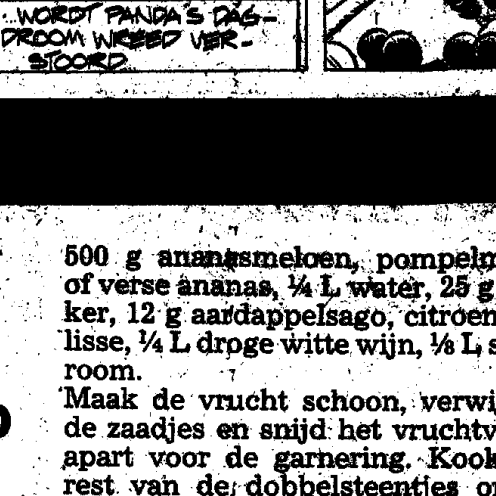 ..WORDT PANDA'S DAG-
DROOM WREED VER-
STOORD.
500 g ananasmeloen, pompelm
of verse ananas, ¼ L water, 25 g
ker, 12 g aardappelsago, citroen
lisse, ¼ L droge witte wijn, ⅛ L s
room.
Maak de vrucht schoon, verwi
de zaadjes en snijd het vruchtv
apart voor de garnering. Kook
rest van de dobbelsteentjes o